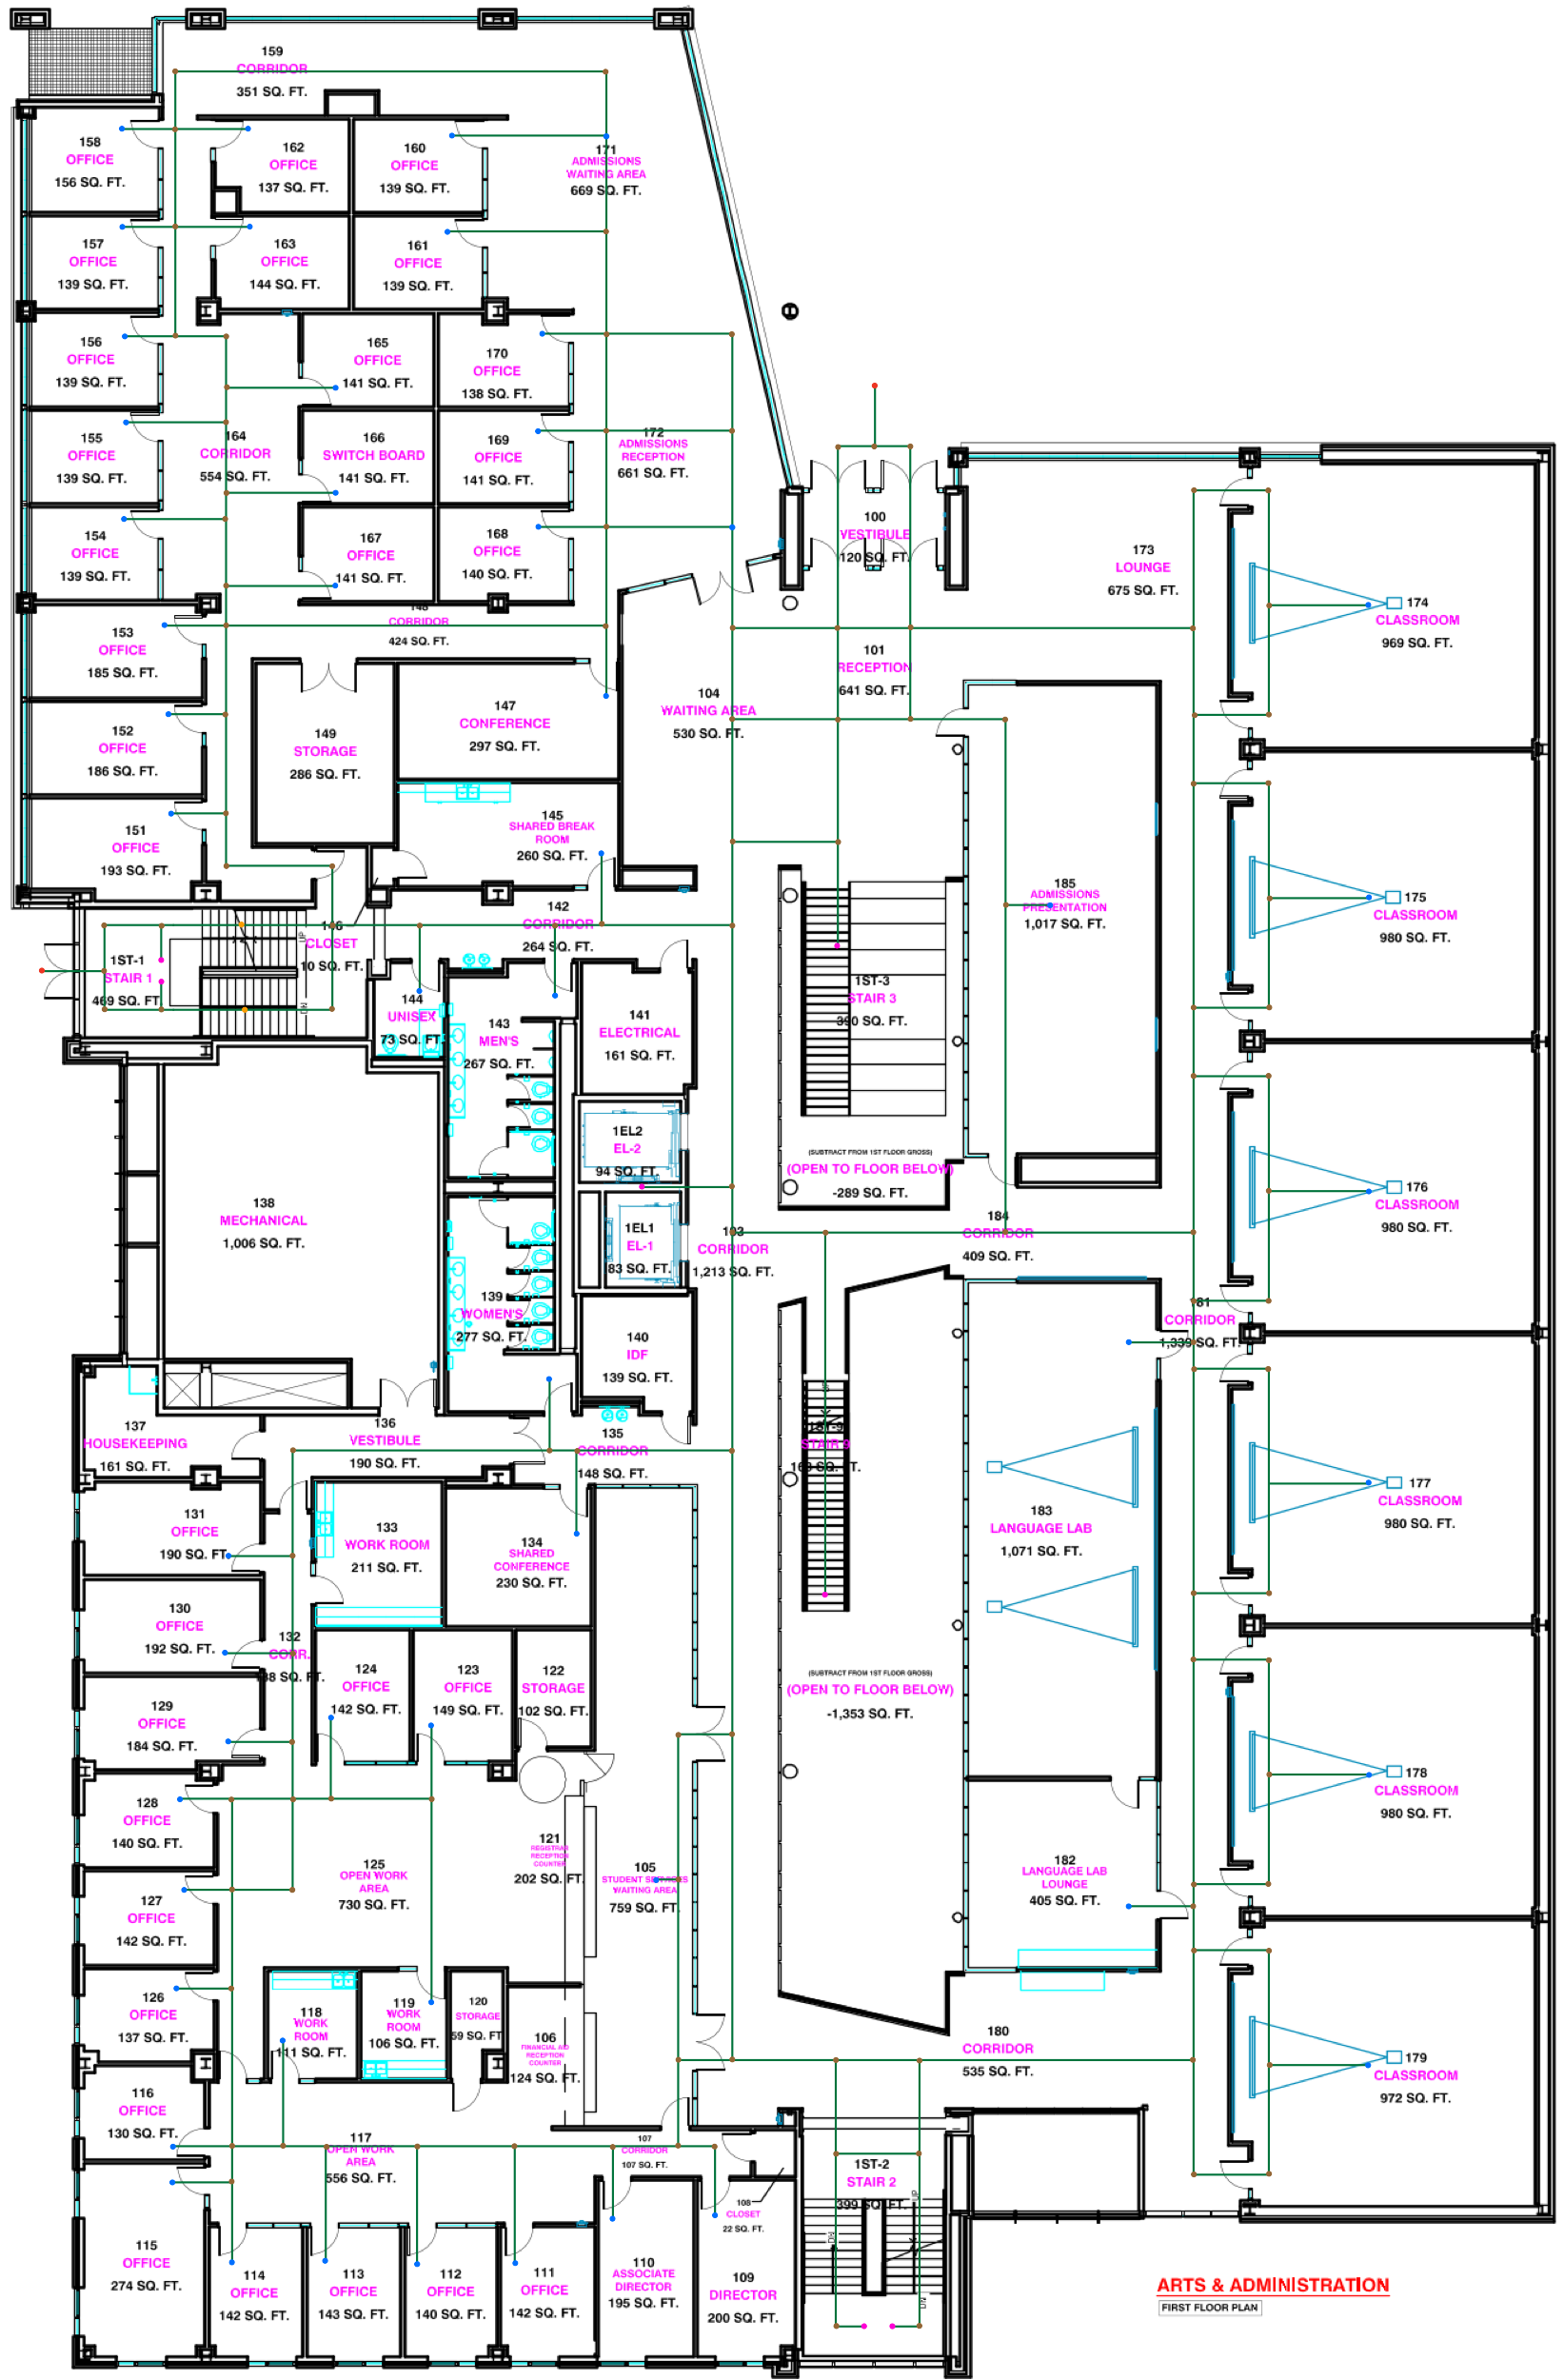 159
CORRIDOR
351 SQ. FT.
158
OFFICE
156 SQ. FT.
162
OFFICE
137 SQ. FT.
160
OFFICE
139 SQ. FT.
171
ADMISSIONS
WAITING AREA
669 SQ. FT.
157
OFFICE
139 SQ. FT.
163
OFFICE
144 SQ. FT.
161
OFFICE
139 SQ. FT.
156
OFFICE
139 SQ. FT.
165
OFFICE
141 SQ. FT.
170
OFFICE
138 SQ. FT.
155
OFFICE
139 SQ. FT.
164
CORRIDOR
554 SQ. FT.
166
SWITCH BOARD
141 SQ. FT.
169
OFFICE
141 SQ. FT.
172
ADMISSIONS
RECEPTION
661 SQ. FT.
154
OFFICE
139 SQ. FT.
167
OFFICE
141 SQ. FT.
168
OFFICE
140 SQ. FT.
100
VESTIBULE
120 SQ. FT.
173
LOUNGE
675 SQ. FT.
174
CLASSROOM
969 SQ. FT.
148
CORRIDOR
424 SQ. FT.
153
OFFICE
185 SQ. FT.
101
RECEPTION
641 SQ. FT.
104
WAITING AREA
530 SQ. FT.
147
CONFERENCE
297 SQ. FT.
152
OFFICE
186 SQ. FT.
149
STORAGE
286 SQ. FT.
151
OFFICE
193 SQ. FT.
145
SHARED BREAK
ROOM
260 SQ. FT.
185
ADMISSIONS
PRESENTATION
1,017 SQ. FT.
175
CLASSROOM
980 SQ. FT.
142
CORRIDOR
264 SQ. FT.
146
CLOSET
10 SQ. FT.
UP
DN
1ST-1
STAIR 1
469 SQ. FT.
144
UNISEX
73 SQ. FT.
143
MEN'S
267 SQ. FT.
141
ELECTRICAL
161 SQ. FT.
1ST-3
STAIR 3
390 SQ. FT.
1EL2
EL-2
94 SQ. FT.
(SUBTRACT FROM 1ST FLOOR GROSS)
(OPEN TO FLOOR BELOW)
-289 SQ. FT.
176
CLASSROOM
980 SQ. FT.
138
MECHANICAL
1,006 SQ. FT.
1EL1
EL-1
83 SQ. FT.
CORRIDOR
1,213 SQ. FT.
184
CORRIDOR
409 SQ. FT.
139
WOMEN'S
277 SQ. FT.
140
IDF
139 SQ. FT.
181
CORRIDOR
1,339 SQ. FT.
137
HOUSEKEEPING
161 SQ. FT.
136
VESTIBULE
190 SQ. FT.
135
CORRIDOR
148 SQ. FT.
STAIR 9
177
CLASSROOM
980 SQ. FT.
131
OFFICE
190 SQ. FT.
133
WORK ROOM
211 SQ. FT.
134
SHARED
CONFERENCE
230 SQ. FT.
183
LANGUAGE LAB
1,071 SQ. FT.
130
OFFICE
192 SQ. FT.
132
CORR.
124
OFFICE
142 SQ. FT.
123
OFFICE
149 SQ. FT.
122
STORAGE
102 SQ. FT.
(SUBTRACT FROM 1ST FLOOR GROSS)
(OPEN TO FLOOR BELOW)
-1,353 SQ. FT.
129
OFFICE
184 SQ. FT.
178
CLASSROOM
980 SQ. FT.
128
OFFICE
140 SQ. FT.
125
OPEN WORK
AREA
730 SQ. FT.
121
REGISTRAR
RECEPTION
COUNTER
202 SQ. FT.
105
STUDENT SERVICES
WAITING AREA
759 SQ. FT.
182
LANGUAGE LAB
LOUNGE
405 SQ. FT.
127
OFFICE
142 SQ. FT.
126
OFFICE
137 SQ. FT.
118
WORK
ROOM
111 SQ. FT.
119
WORK
ROOM
106 SQ. FT.
120
STORAGE
59 SQ. FT.
106
FINANCIAL AID
RECEPTION
COUNTER
124 SQ. FT.
180
CORRIDOR
535 SQ. FT.
179
CLASSROOM
972 SQ. FT.
116
OFFICE
130 SQ. FT.
117
OPEN WORK
AREA
556 SQ. FT.
107
CORRIDOR
107 SQ. FT.
1ST-2
STAIR 2
399 SQ. FT.
UP
DN
108
CLOSET
22 SQ. FT.
115
OFFICE
274 SQ. FT.
114
OFFICE
142 SQ. FT.
113
OFFICE
143 SQ. FT.
112
OFFICE
140 SQ. FT.
111
OFFICE
142 SQ. FT.
110
ASSOCIATE
DIRECTOR
195 SQ. FT.
109
DIRECTOR
200 SQ. FT.
ARTS & ADMINISTRATION
FIRST FLOOR PLAN